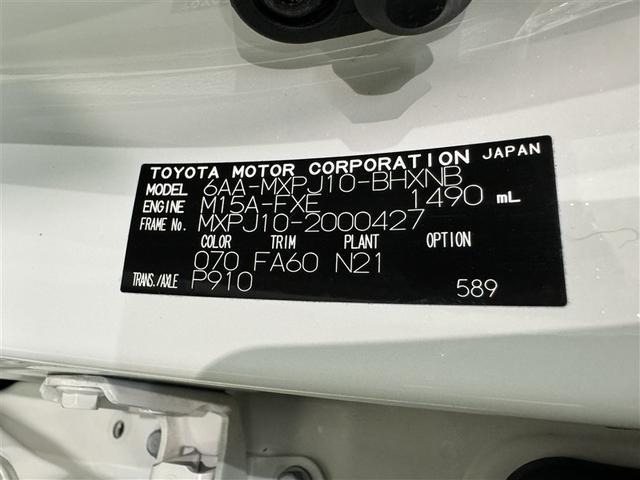 TOYOTA MOTOR CORPORATION JAPAN
MODEL 6AA-MXPJ10-BHXNB
ENGINE M15A-FXE 1490 mL
FRAME No. MXPJ10-2000427
COLOR TRIM PLANT OPTION
070 FA60 N21
TRANS./AXLE P910 589